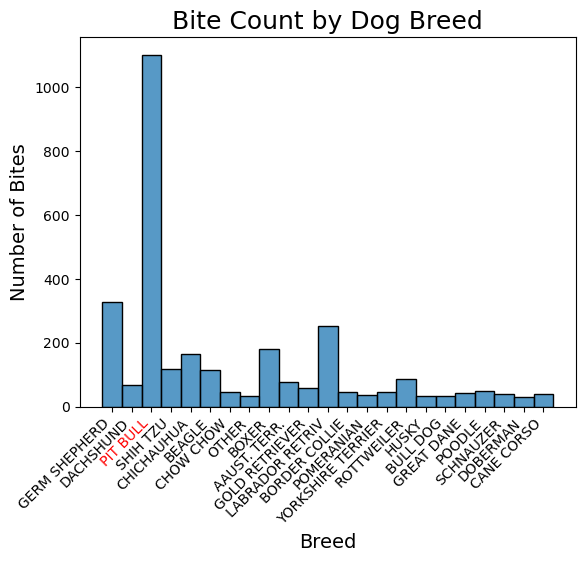 Bite Count by Dog Breed
Number of Bites
1000
800
600
400
200
0
GERM SHEPHERD
DACHSHUND
PIT BULL
SHIH TZU
CHICHAUHUA
BEAGLE
CHOW CHOW
OTHER
BOXER
AAUST. TERR.
GOLD RETRIEVER
LABRADOR RETRIV
BORDER COLLIE
POMERANIAN
YORKSHIRE TERRIER
ROTTWEILER
HUSKY
BULL DOG
GREAT DANE
POODLE
SCHNAUZER
DOBERMAN
CANE CORSO
Breed